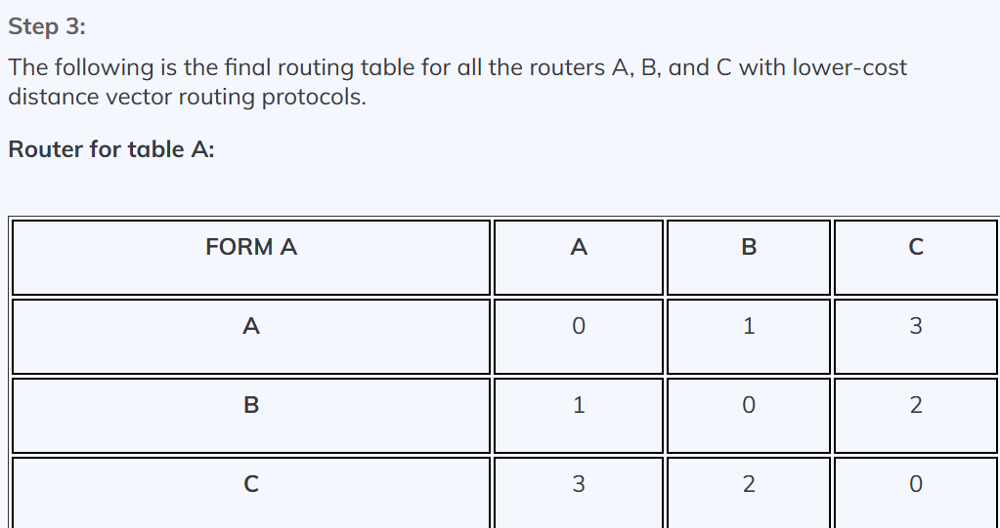 Step 3:
The following is the final routing table for all the routers A, B, and C with lower-cost
distance vector routing protocols.
Router for table A:
FORM A A B C
A 0 1 3
B 1 0 2
C 3 2 0